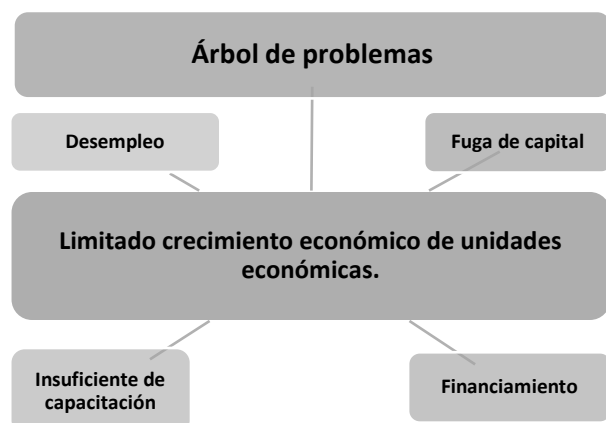 Árbol de problemas
Desempleo
Fuga de capital
Limitado crecimiento económico de unidades
económicas.
Insuficiente de
capacitación
Financiamiento